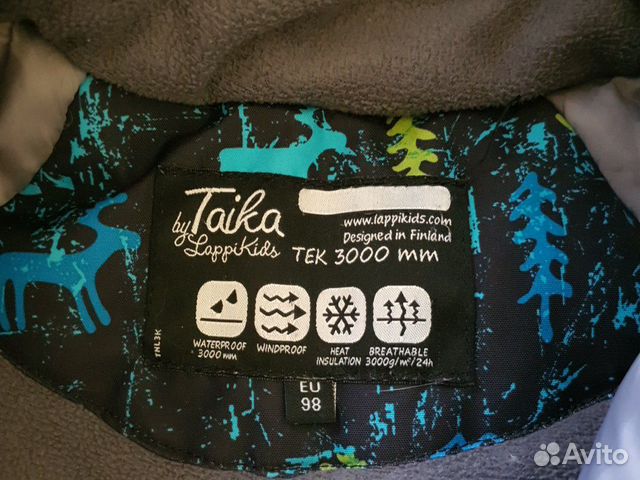 Taika
by LappiKids
www.lappikids.com
Designed in Finland
TEK 3000 mm
WATERPROOF
3000 mm
WINDPROOF
HEAT
INSULATION
BREATHABLE
3000g/m²/24h
TNL3K
EU
98
Avito